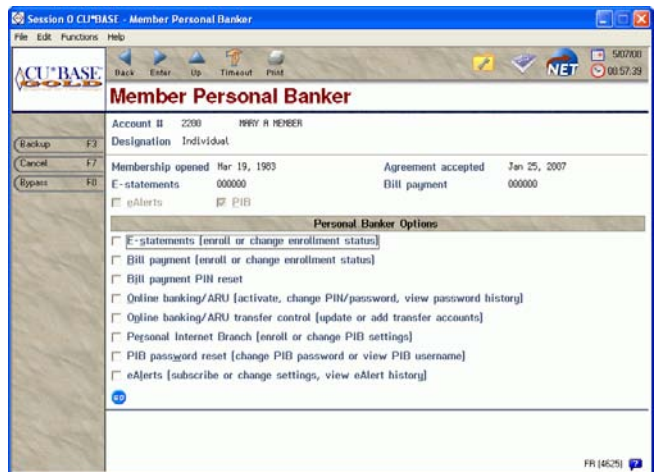 Session 0 CU*BASE - Member Personal Banker
File Edit Functions Help
CU*BASE GOLD
Back Enter Up Timeout Print
NET
5/07/08
08:57:39
Member Personal Banker
Backup F3
Cancel F7
Bypass F8
Account # 2200 MARY A MEMBER
Designation Individual
Membership opened Mar 19, 1983 Agreement accepted Jan 25, 2007
E-statements 000000 Bill payment 000000
eAlerts PIB
Personal Banker Options
E-statements (enroll or change enrollment status)
Bill payment (enroll or change enrollment status)
Bill payment PIN reset
Online banking/ARU (activate, change PIN/password, view password history)
Online banking/ARU transfer control (update or add transfer accounts)
Personal Internet Branch (enroll or change PIB settings)
PIB password reset (change PIB password or view PIB username)
eAlerts (subscribe or change settings, view eAlert history)
GO
FR (4625)